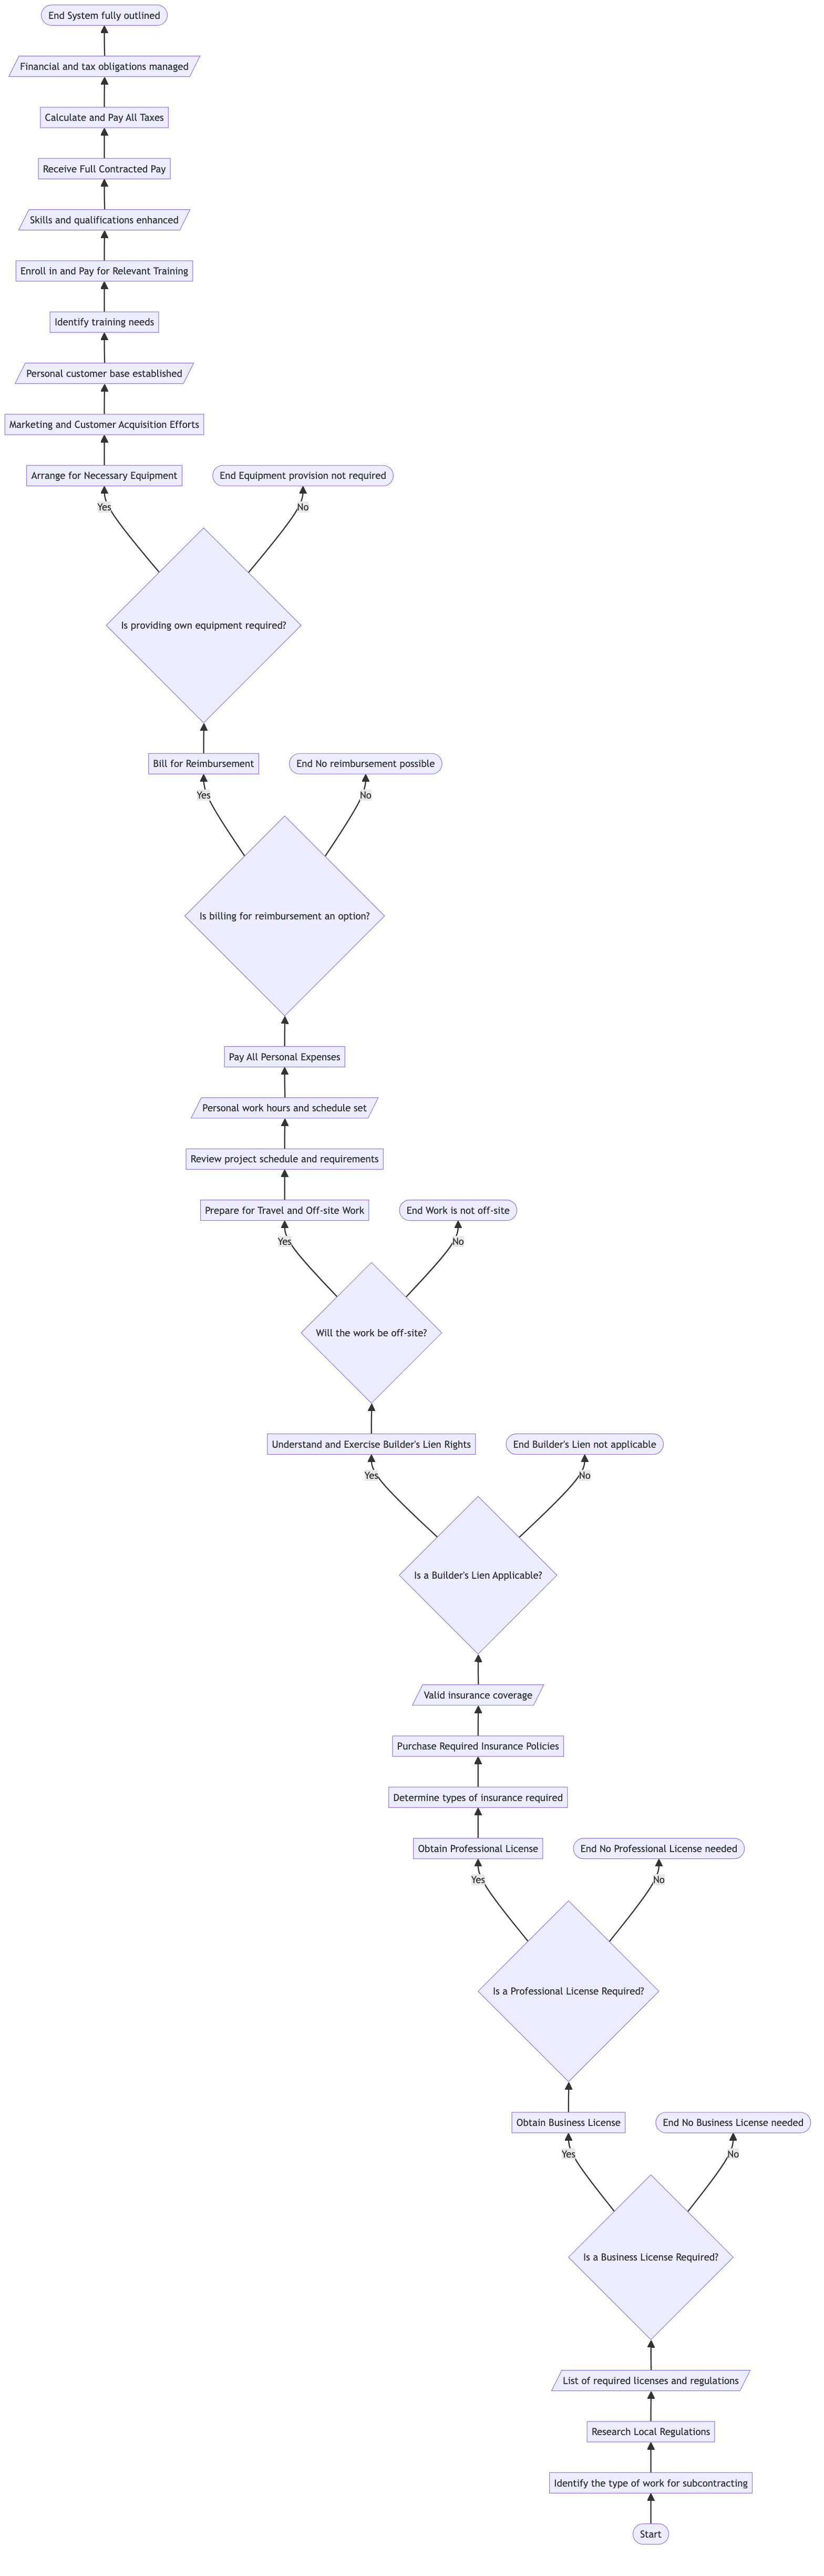 End System fully outlined
Financial and tax obligations managed
Calculate and Pay All Taxes
Receive Full Contracted Pay
Skills and qualifications enhanced
Enroll in and Pay for Relevant Training
Identify training needs
Personal customer base established
Marketing and Customer Acquisition Efforts
Arrange for Necessary Equipment
End Equipment provision not required
Yes
No
Is providing own equipment required?
Bill for Reimbursement
End No reimbursement possible
Yes
No
Is billing for reimbursement an option?
Pay All Personal Expenses
Personal work hours and schedule set
Review project schedule and requirements
Prepare for Travel and Off-site Work
End Work is not off-site
Yes
No
Will the work be off-site?
Understand and Exercise Builder's Lien Rights
End Builder's Lien not applicable
Yes
No
Is a Builder's Lien Applicable?
Valid insurance coverage
Purchase Required Insurance Policies
Determine types of insurance required
Obtain Professional License
End No Professional License needed
Yes
No
Is a Professional License Required?
Obtain Business License
End No Business License needed
Yes
No
Is a Business License Required?
List of required licenses and regulations
Research Local Regulations
Identify the type of work for subcontracting
Start